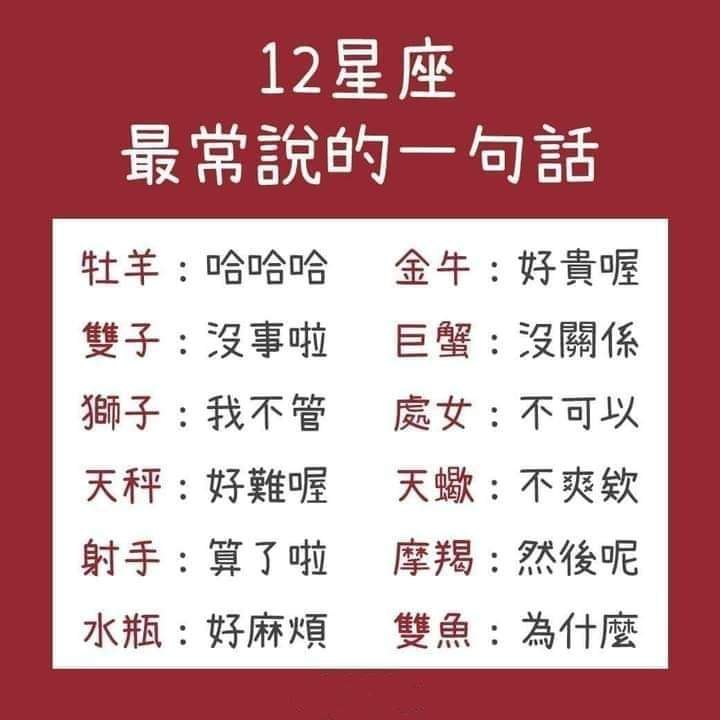 12星座
最常說的一句話
牡羊：哈哈哈 金牛：好貴喔
雙子：沒事啦 巨蟹：沒關係
獅子：我不管 處女：不可以
天秤：好難喔 天蠍：不爽欸
射手：算了啦 摩羯：然後呢
水瓶：好麻煩 雙魚：為什麼